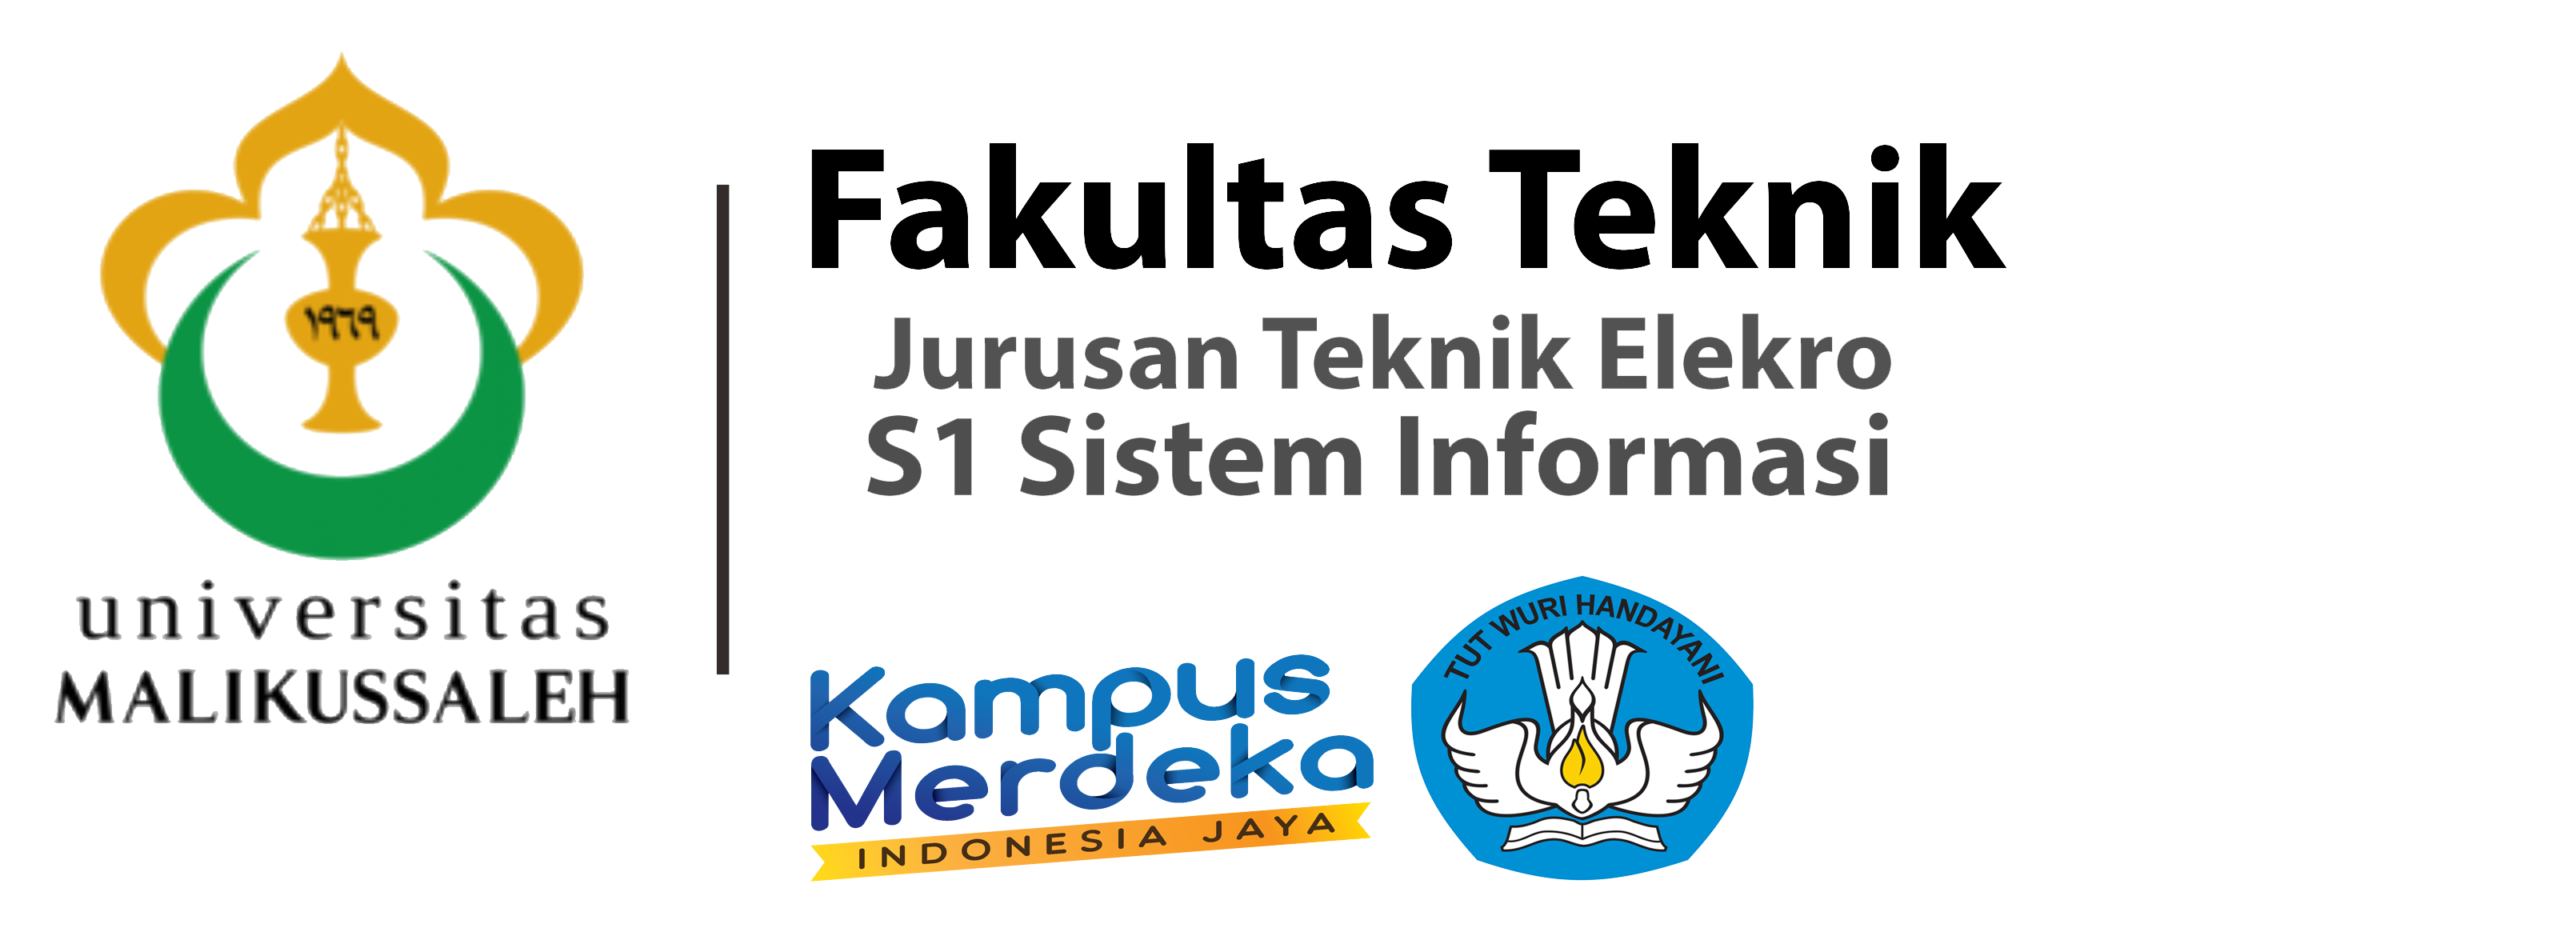 ١٩٦٩
universitas
MALIKUSSALEH
Fakultas Teknik
Jurusan Teknik Elekro
S1 Sistem Informasi
Kampus
Merdeka
INDONESIA JAYA
TUT WURI HANDAYANI